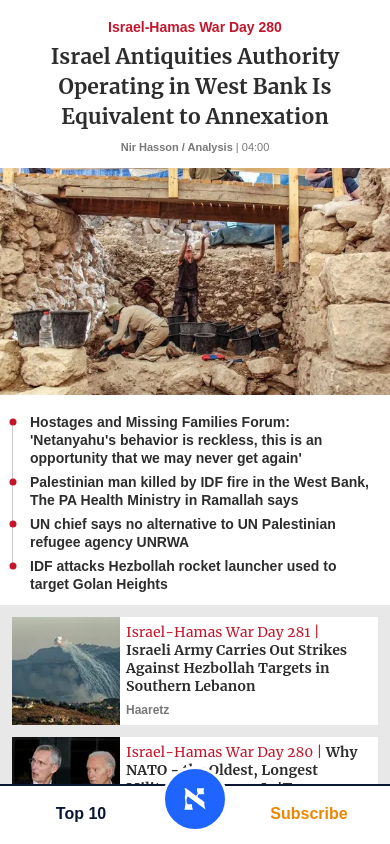 Israel-Hamas War Day 280
Israel Antiquities Authority
Operating in West Bank Is
Equivalent to Annexation
Nir Hasson / Analysis | 04:00
Hostages and Missing Families Forum:
'Netanyahu's behavior is reckless, this is an
opportunity that we may never get again'
Palestinian man killed by IDF fire in the West Bank,
The PA Health Ministry in Ramallah says
UN chief says no alternative to UN Palestinian
refugee agency UNRWA
IDF attacks Hezbollah rocket launcher used to
target Golan Heights
Israel-Hamas War Day 281 |
Israeli Army Carries Out Strikes
Against Hezbollah Targets in
Southern Lebanon
Haaretz
Israel-Hamas War Day 280 | Why
NATO - the Oldest, Longest
Top 10
Subscribe